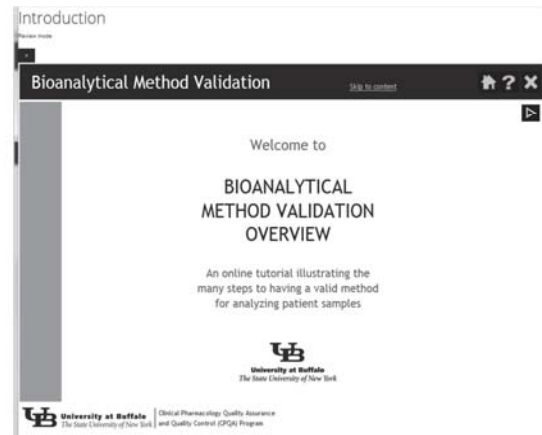 Introduction
Review mode
Bioanalytical Method Validation
Skip to content
?
Welcome to
BIOANALYTICAL
METHOD VALIDATION
OVERVIEW
An online tutorial illustrating the
many steps to having a valid method
for analyzing patient samples
UB
University at Buffalo
The State University of New York
UB
University at Buffalo
The State University of New York
Clinical Pharmacology Quality Assurance
and Quality Control (CPQA) Program